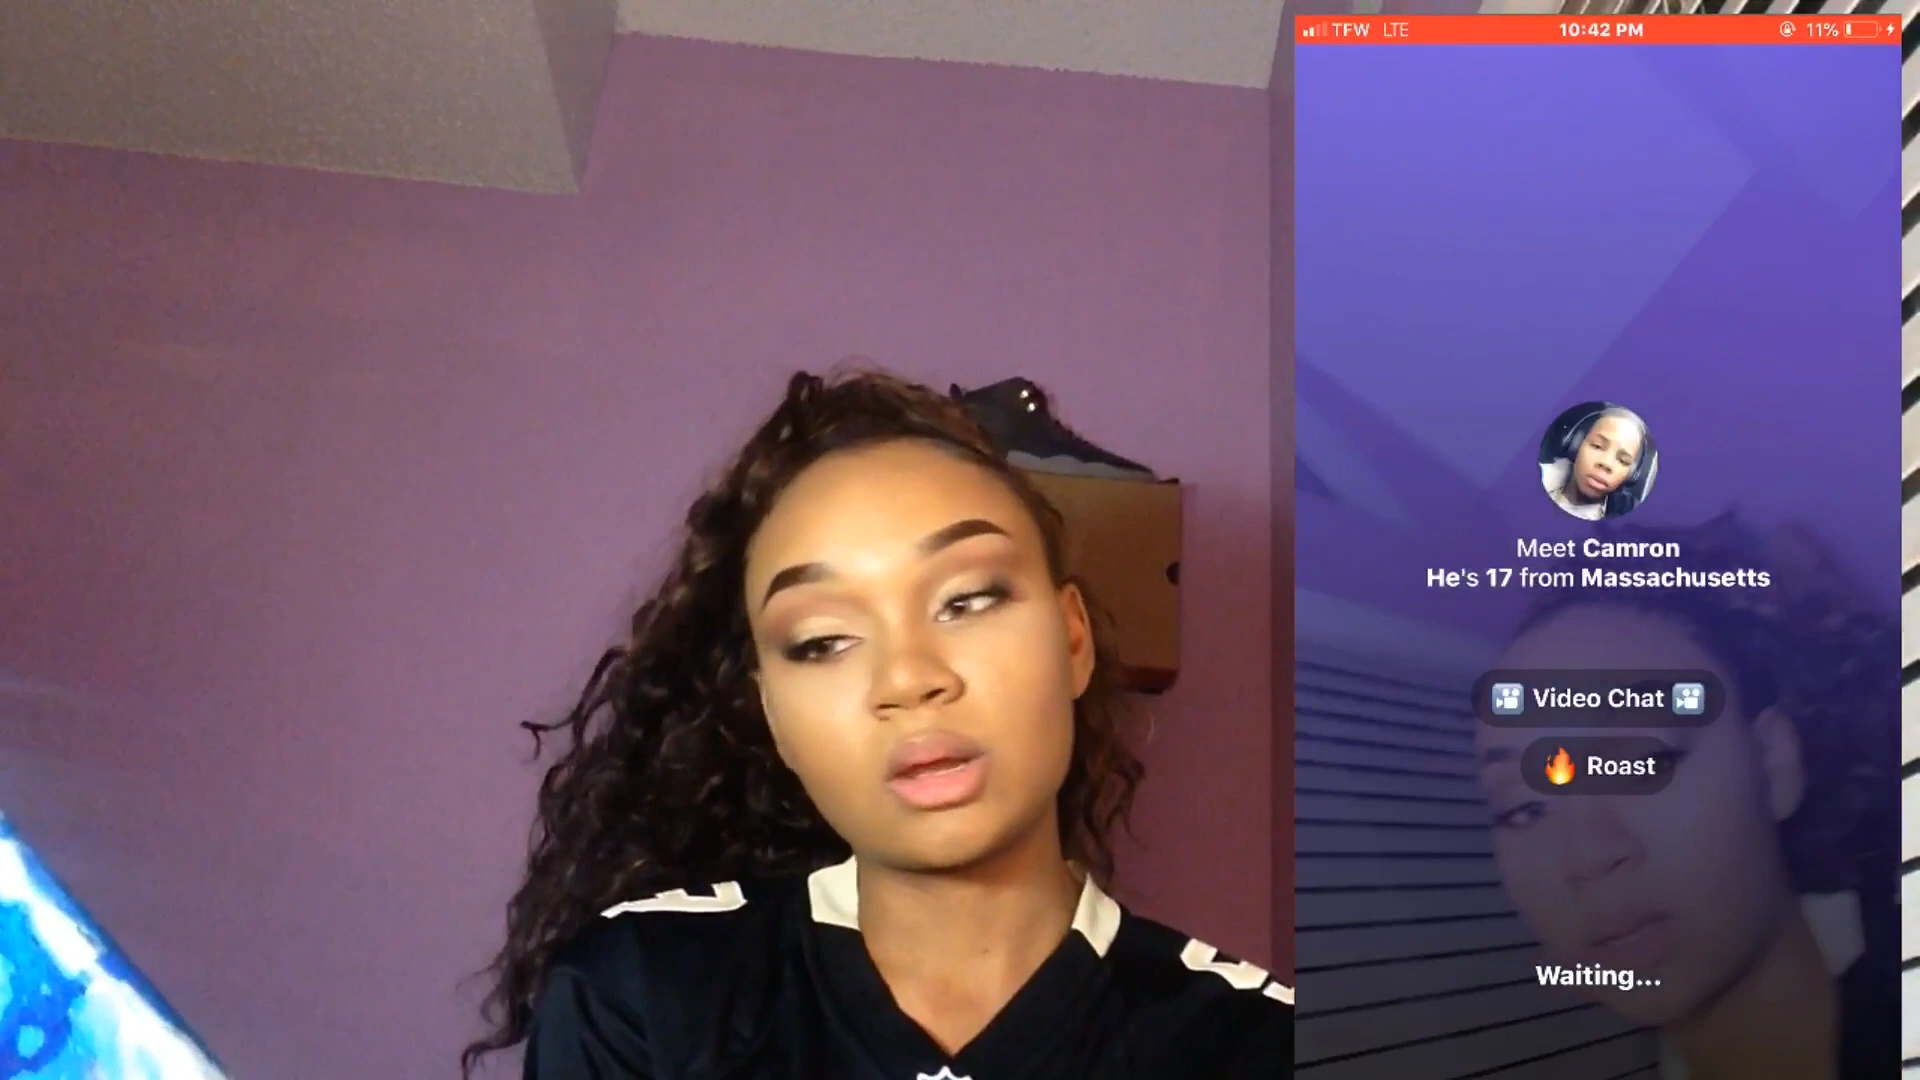 TFW LTE 10:42 PM 11%
Meet Camron
He's 17 from Massachusetts
Video Chat
Roast
Waiting...